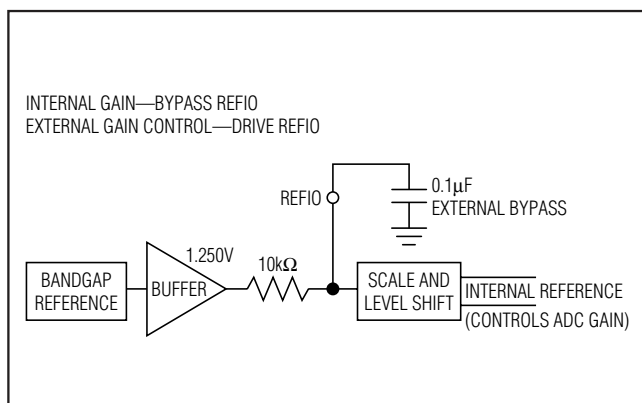 INTERNAL GAIN—BYPASS REFIO
EXTERNAL GAIN CONTROL—DRIVE REFIO
REFIO
0.1µF
EXTERNAL BYPASS
1.250V
10kΩ
BANDGAP
REFERENCE
BUFFER
SCALE AND
LEVEL SHIFT
INTERNAL REFERENCE
(CONTROLS ADC GAIN)